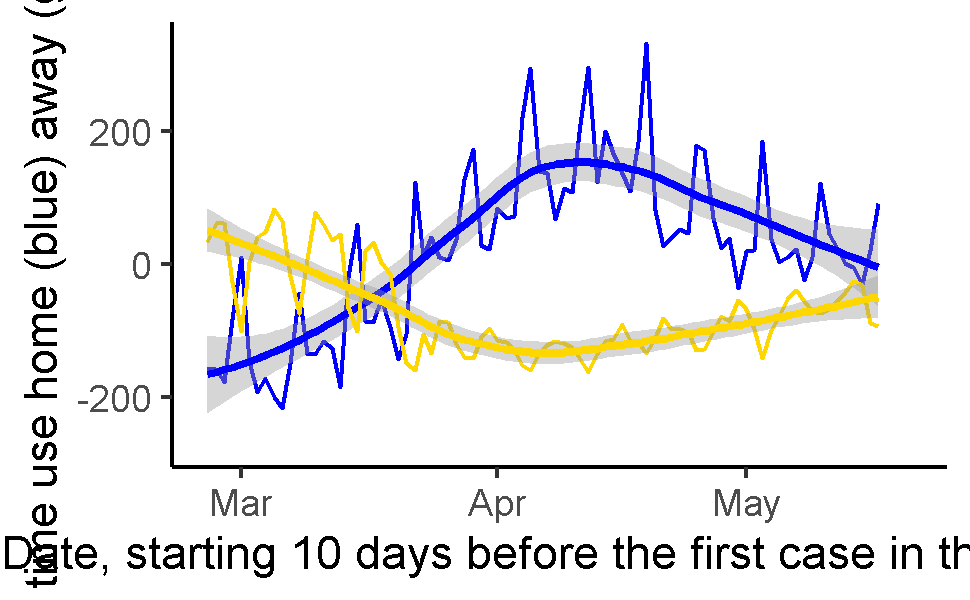 time use home (blue) away (
200
0
-200
Mar Apr May
Date, starting 10 days before the first case in th